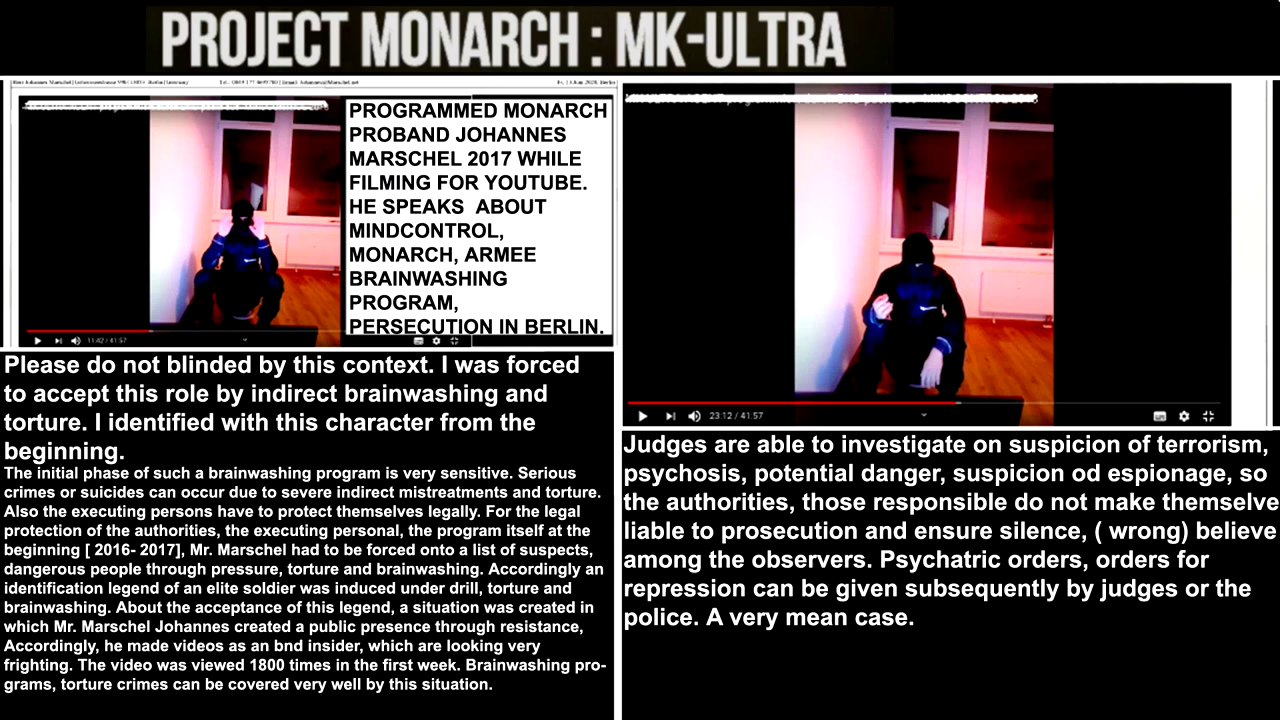 PROJECT MONARCH : MK-ULTRA
PROGRAMMED MONARCH
PROBAND JOHANNES
MARSCHEL 2017 WHILE
FILMING FOR YOUTUBE.
HE SPEAKS ABOUT
MINDCONTROL,
MONARCH, ARMEE
BRAINWASHING
PROGRAM,
PERSECUTION IN BERLIN.
11:42 / 41:57
Please do not blinded by this context. I was forced
to accept this role by indirect brainwashing and
torture. I identified with this character from the
beginning.
The initial phase of such a brainwashing program is very sensitive. Serious
crimes or suicides can occur due to severe indirect mistreatments and torture.
Also the executing persons have to protect themselves legally. For the legal
protection of the authorities, the executing personal, the program itself at the
beginning [ 2016- 2017], Mr. Marschel had to be forced onto a list of suspects,
dangerous people through pressure, torture and brainwashing. Accordingly an
identification legend of an elite soldier was induced under drill, torture and
brainwashing. About the acceptance of this legend, a situation was created in
which Mr. Marschel Johannes created a public presence through resistance,
Accordingly, he made videos as an bnd insider, which are looking very
frighting. The video was viewed 1800 times in the first week. Brainwashing pro-
grams, torture crimes can be covered very well by this situation.
23:12 / 41:57
Judges are able to investigate on suspicion of terrorism,
psychosis, potential danger, suspicion od espionage, so
the authorities, those responsible do not make themselve
liable to prosecution and ensure silence, ( wrong) believe
among the observers. Psychatric orders, orders for
repression can be given subsequently by judges or the
police. A very mean case.